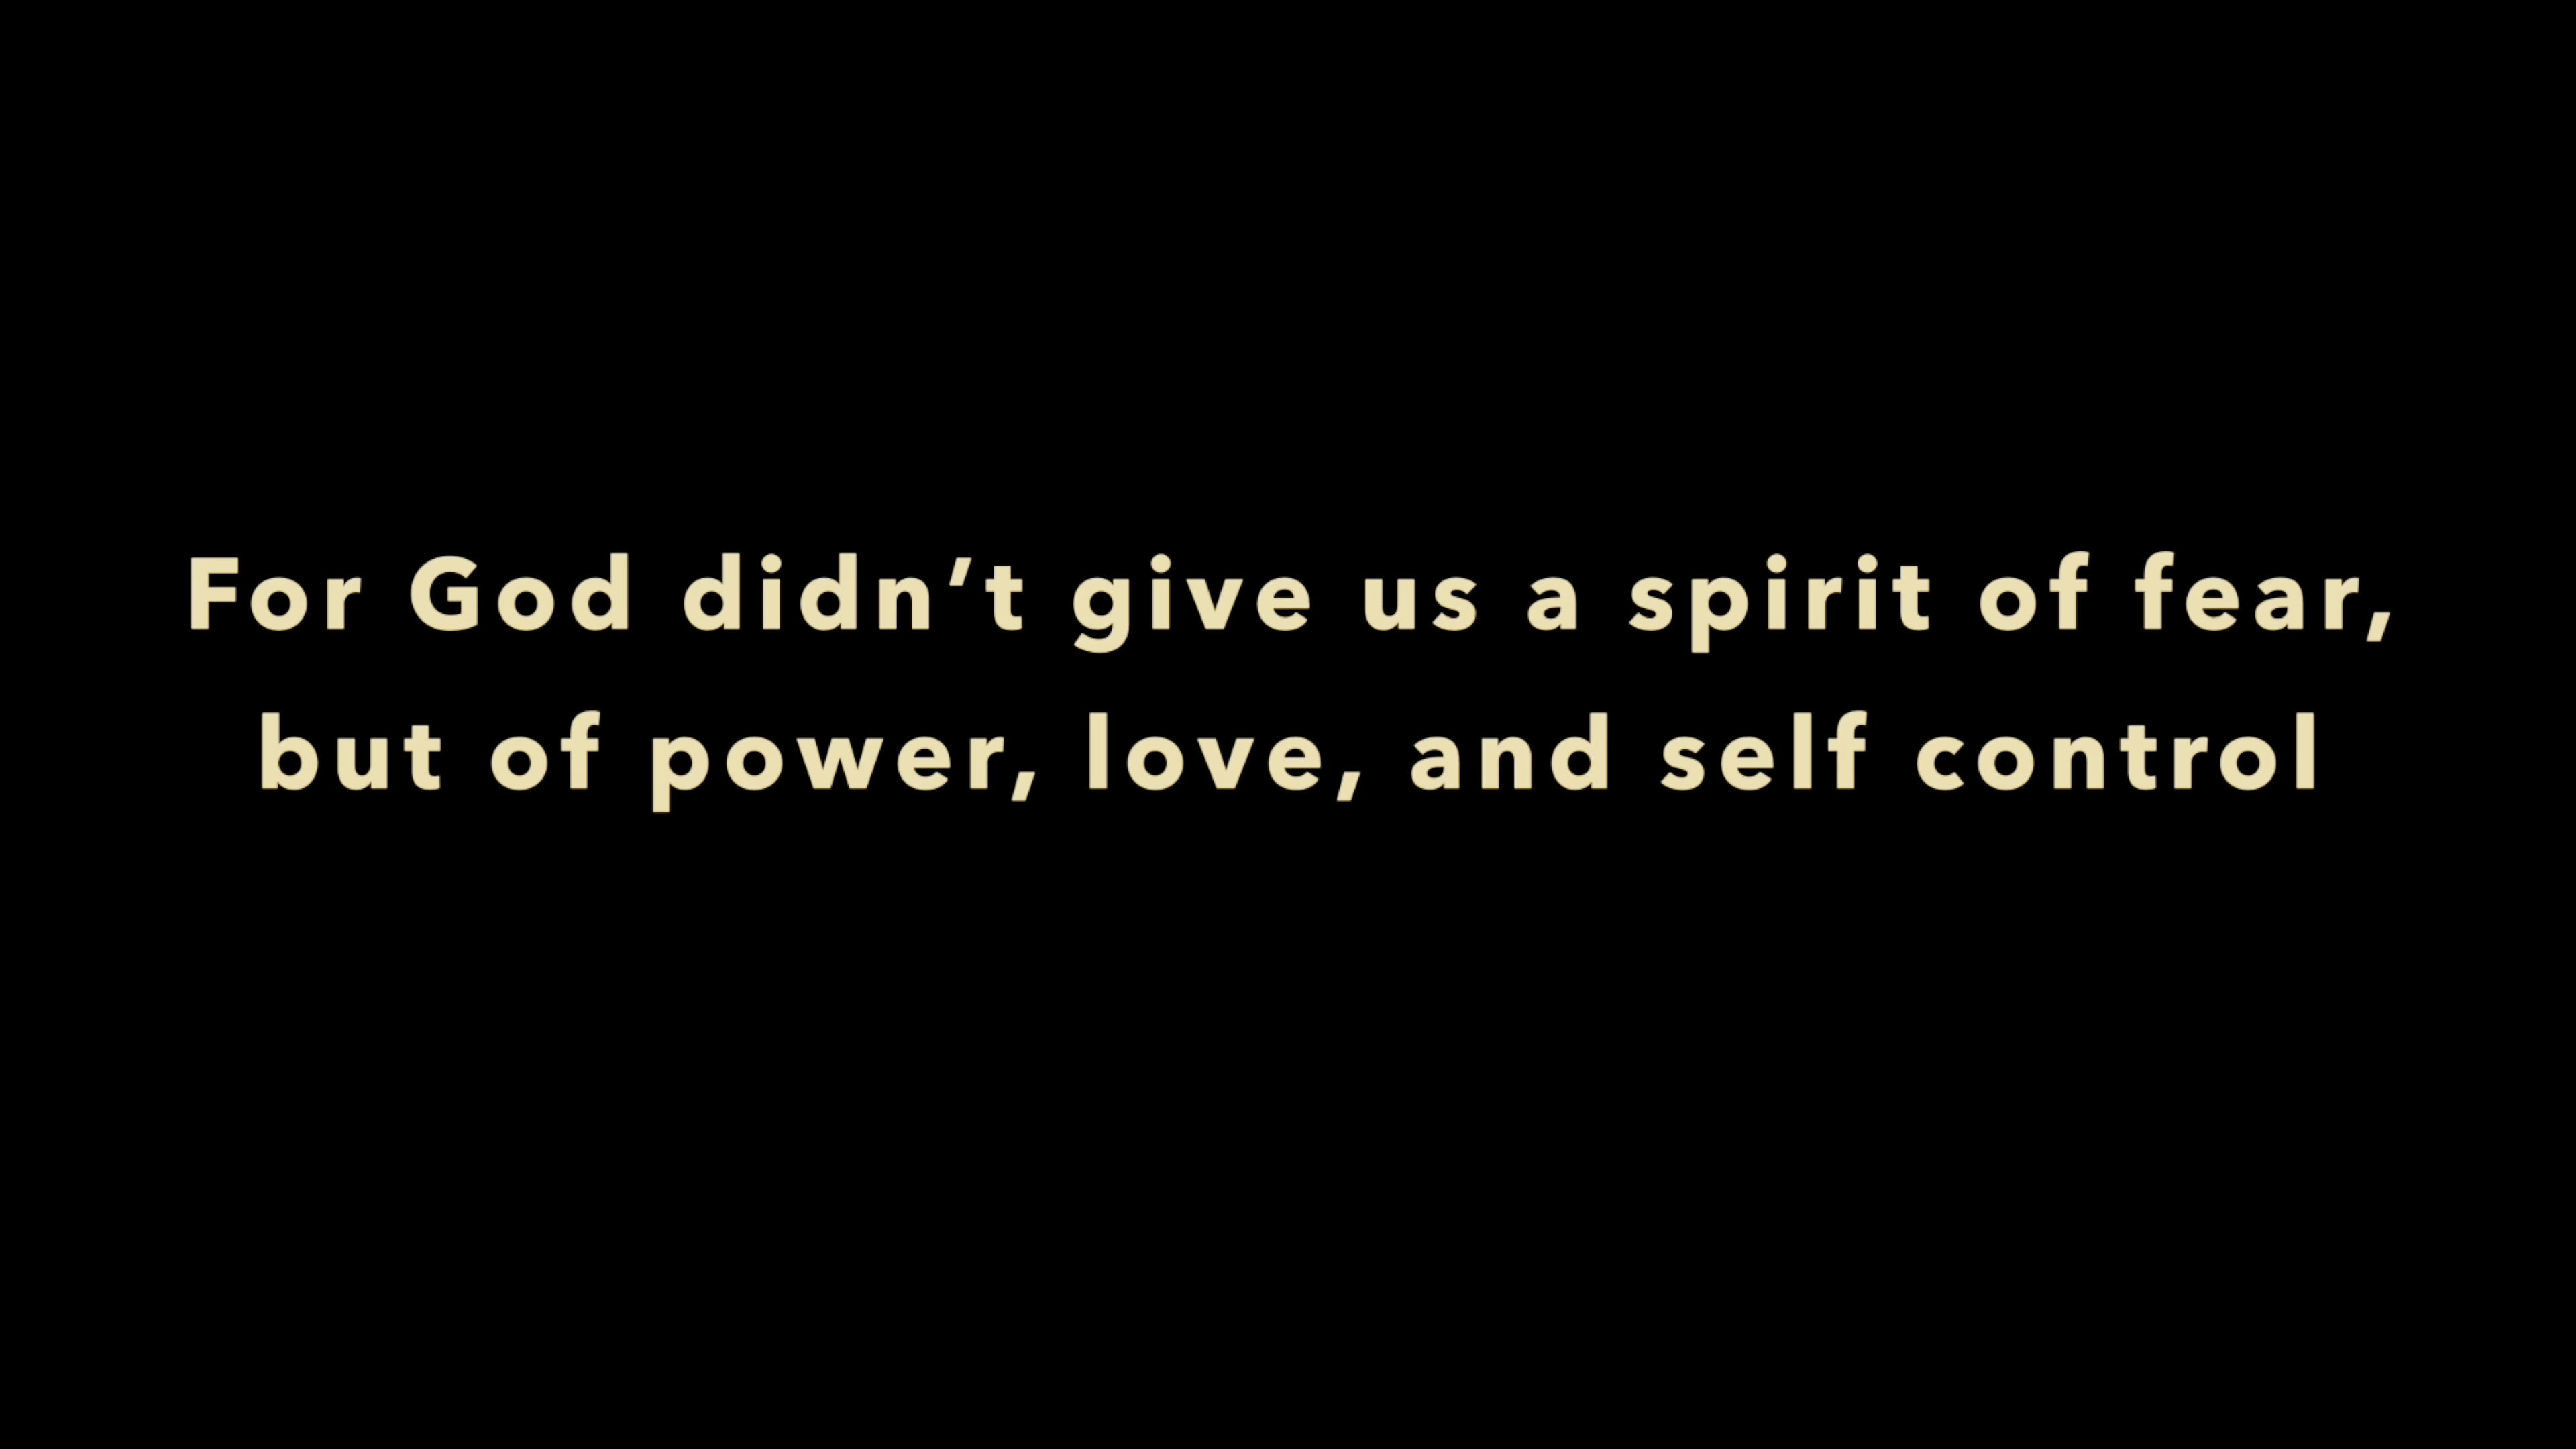 For God didn’t give us a spirit of fear,
but of power, love, and self control